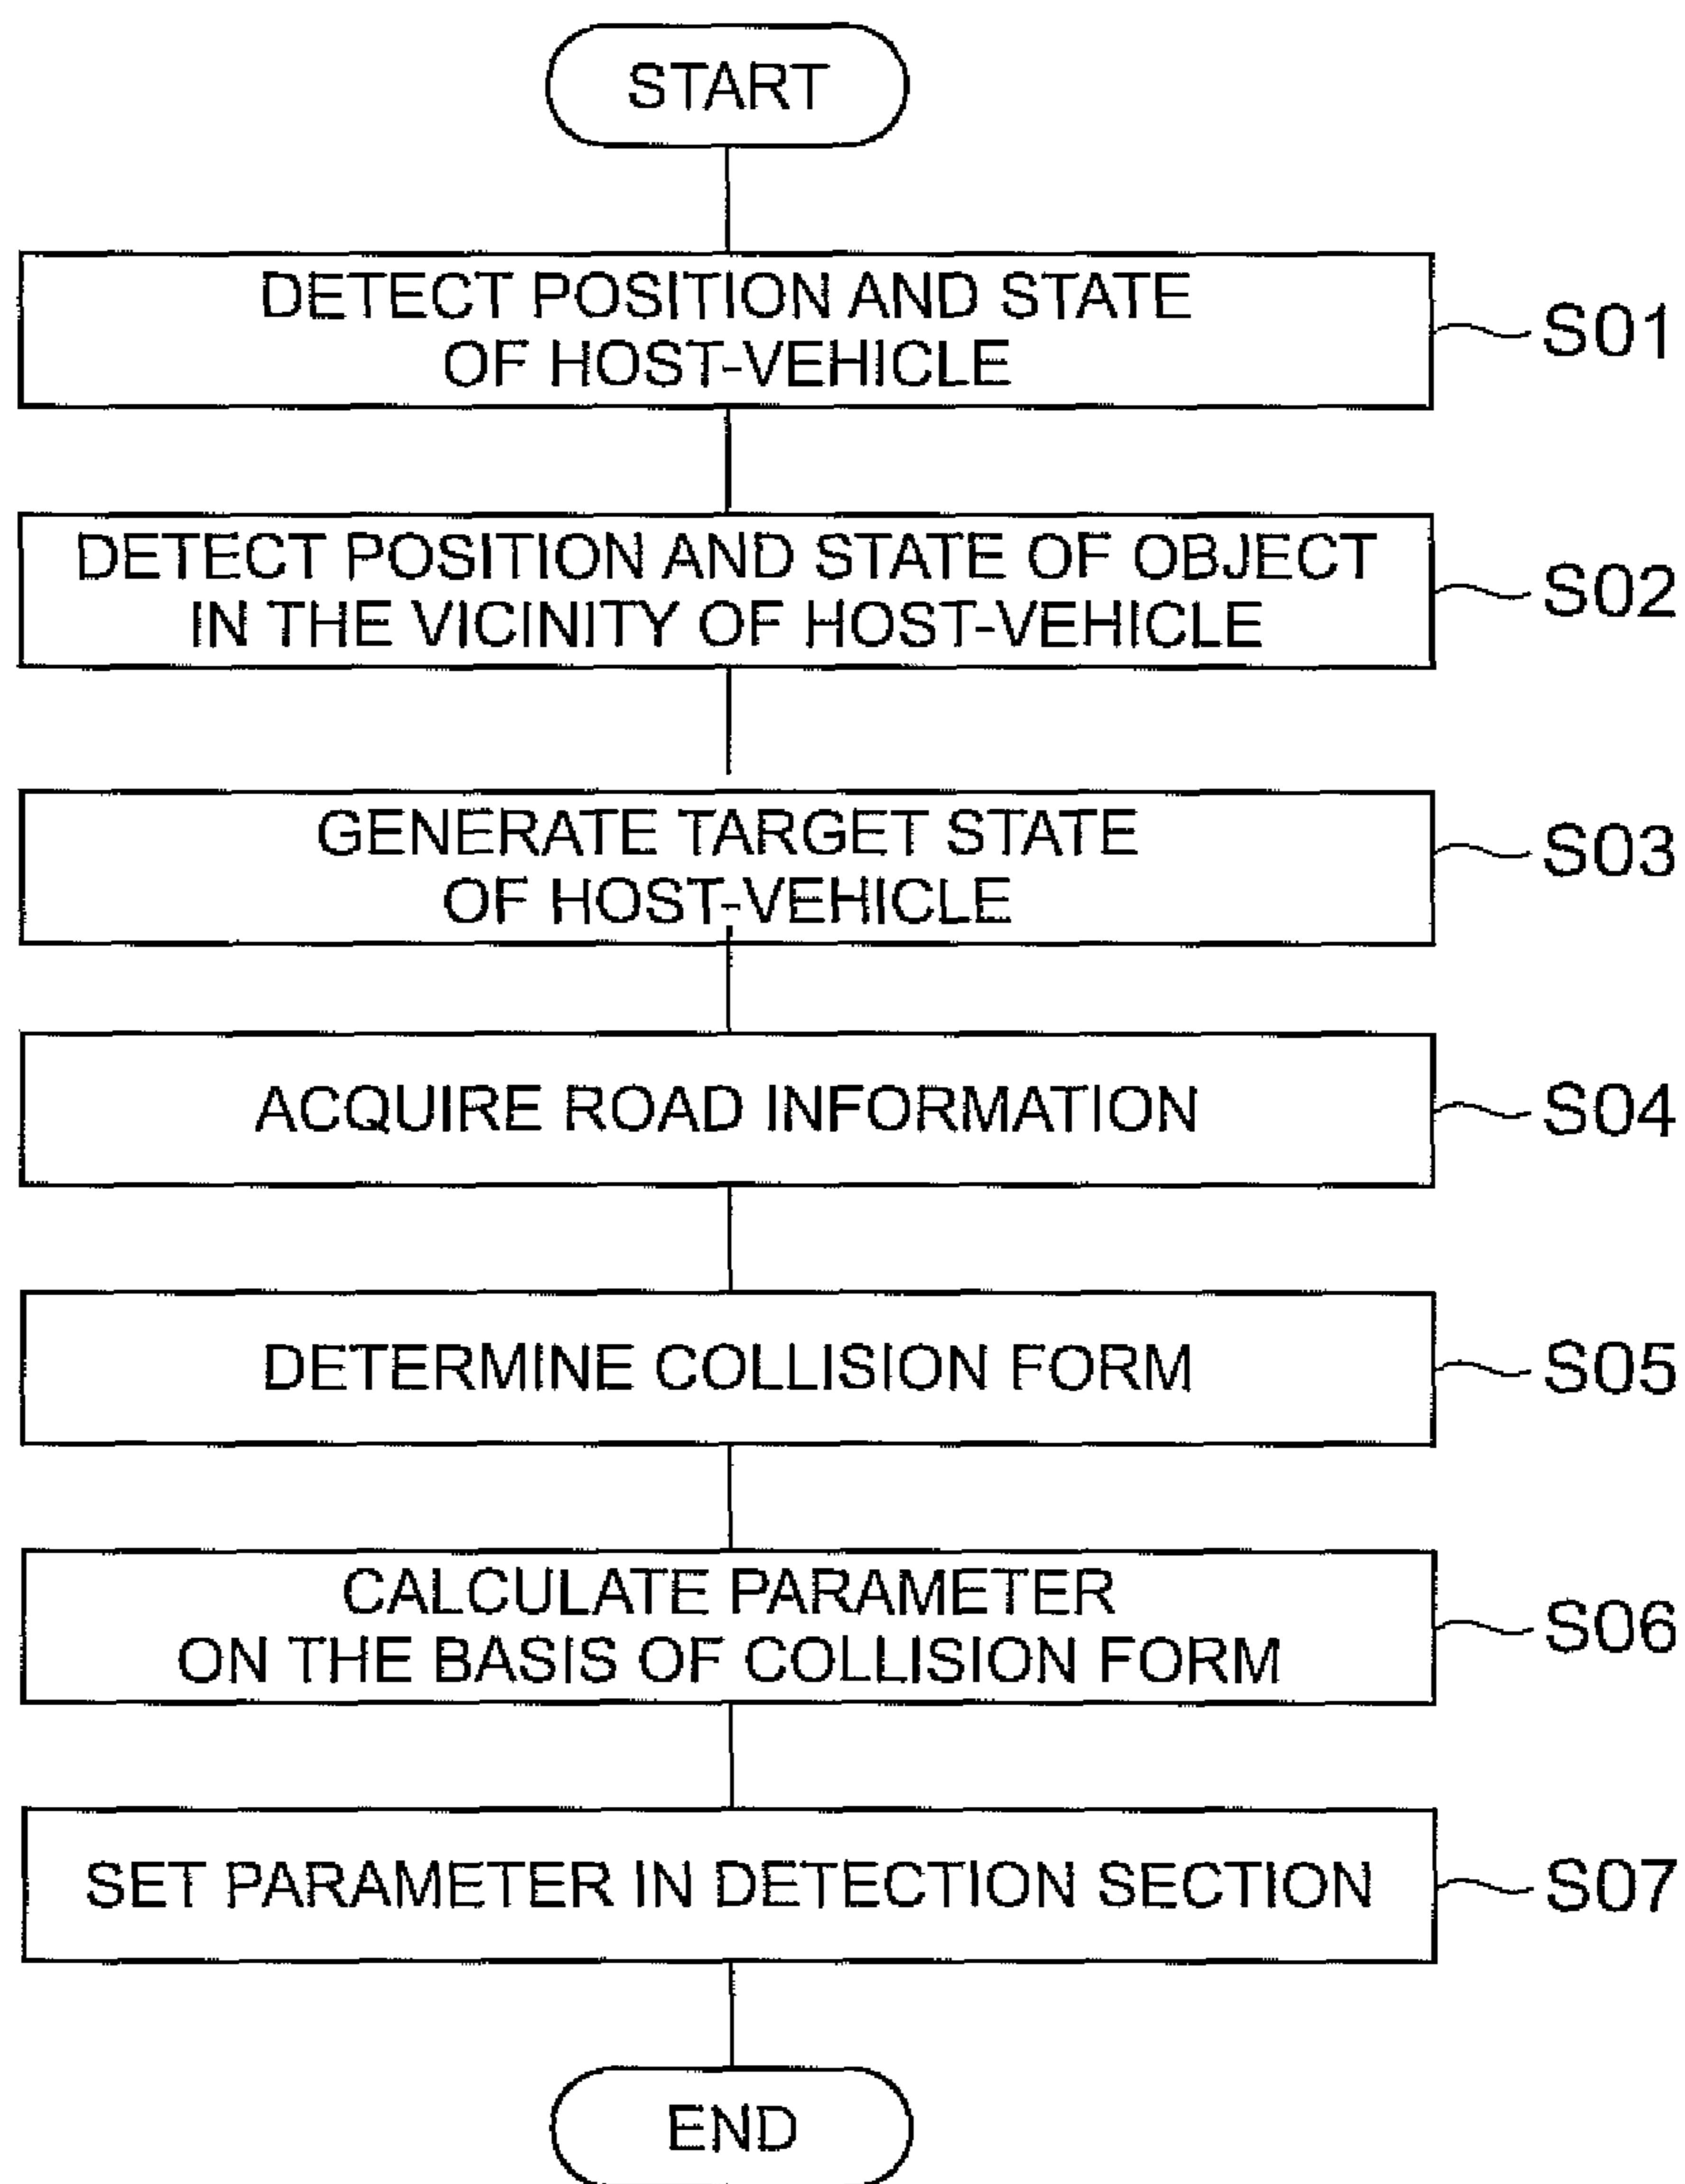 START
DETECT POSITION AND STATE
OF HOST-VEHICLE
S01
DETECT POSITION AND STATE OF OBJECT
IN THE VICINITY OF HOST-VEHICLE
S02
GENERATE TARGET STATE
OF HOST-VEHICLE
S03
ACQUIRE ROAD INFORMATION
S04
DETERMINE COLLISION FORM
S05
CALCULATE PARAMETER
ON THE BASIS OF COLLISION FORM
S06
SET PARAMETER IN DETECTION SECTION
S07
END